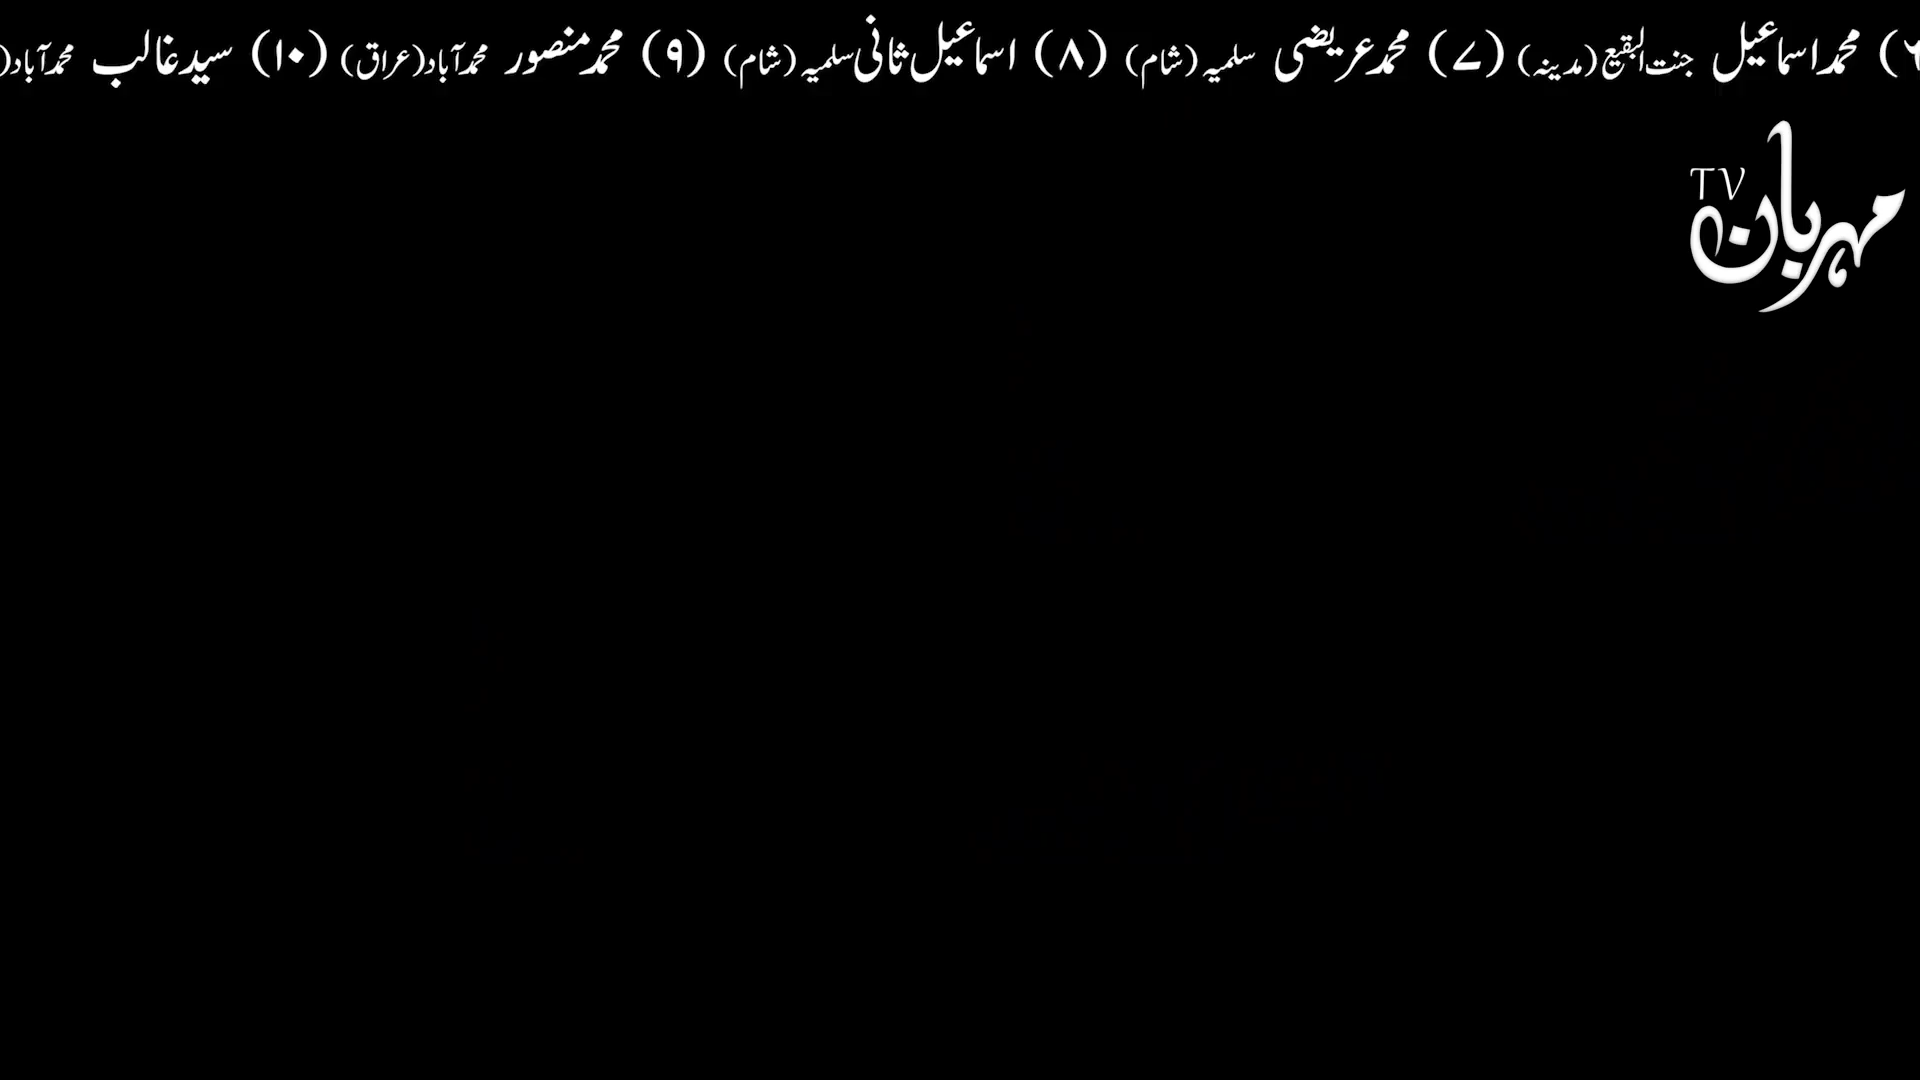 ۶) محمد اسماعیل جنت البقیع (مدینہ) (۷) محمد عریضی سلمیہ (شام) (۸) اسماعیل ثانی سلمیہ (شام) (۹) محمد منصور محمد آباد (عراق) (۱۰) سید غالب محمد آباد (
مہربان
TV